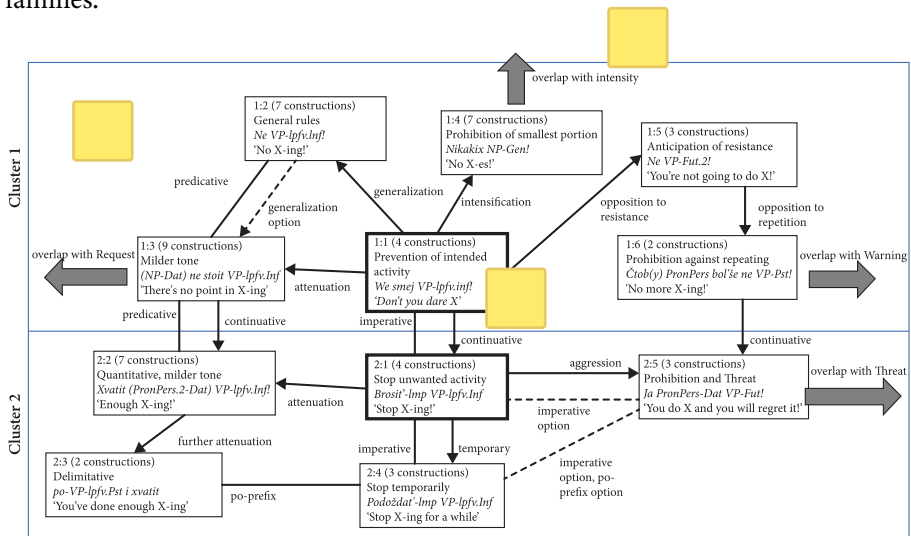 families.
overlap with intensity
1:2 (7 constructions)
General rules
Ne VP-Ipfv.Inf!
'No X-ing!'
1:4 (7 constructions)
Prohibition of smallest portion
Nikakix NP-Gen!
'No X-es!'
1:5 (3 constructions)
Anticipation of resistance
Ne VP-Fut.2!
'You're not going to do X!'
Cluster 1
predicative
generalization
option
generalization
intensification
opposition to
resistance
opposition to
repetition
overlap with Request
1:3 (9 constructions)
Milder tone
(NP-Dat) ne stoit VP-Ipfv.Inf
'There's no point in X-ing'
attenuation
1:1 (4 constructions)
Prevention of intended
activity
We smej VP-Ipfv.inf!
'Don't you dare X'
1:6 (2 constructions)
Prohibition against repeating
Čtob(y) PronPers bol'še ne VP-Pst!
'No more X-ing!'
overlap with Warning
predicative
continuative
imperative
continuative
continuative
Cluster 2
2:2 (7 constructions)
Quantitative, milder tone
Xvatit (PronPers.2-Dat) VP-Ipfv.Inf!
'Enough X-ing!'
attenuation
2:1 (4 constructions)
Stop unwanted activity
Brosit'-Imp VP-Ipfv.Inf
'Stop X-ing!'
aggression
imperative
option
2:5 (3 constructions)
Prohibition and Threat
Ja PronPers-Dat VP-Fut!
'You do X and you will regret it!'
overlap with Threat
further attenuation
imperative
temporary
imperative
option, po-
prefix option
2:3 (2 constructions)
Delimitative
po-VP-Ipfv.Pst i xvatit
'You've done enough X-ing'
po-prefix
2:4 (3 constructions)
Stop temporarily
Podoždat'-Imp VP-Ipfv.Inf
'Stop X-ing for a while'